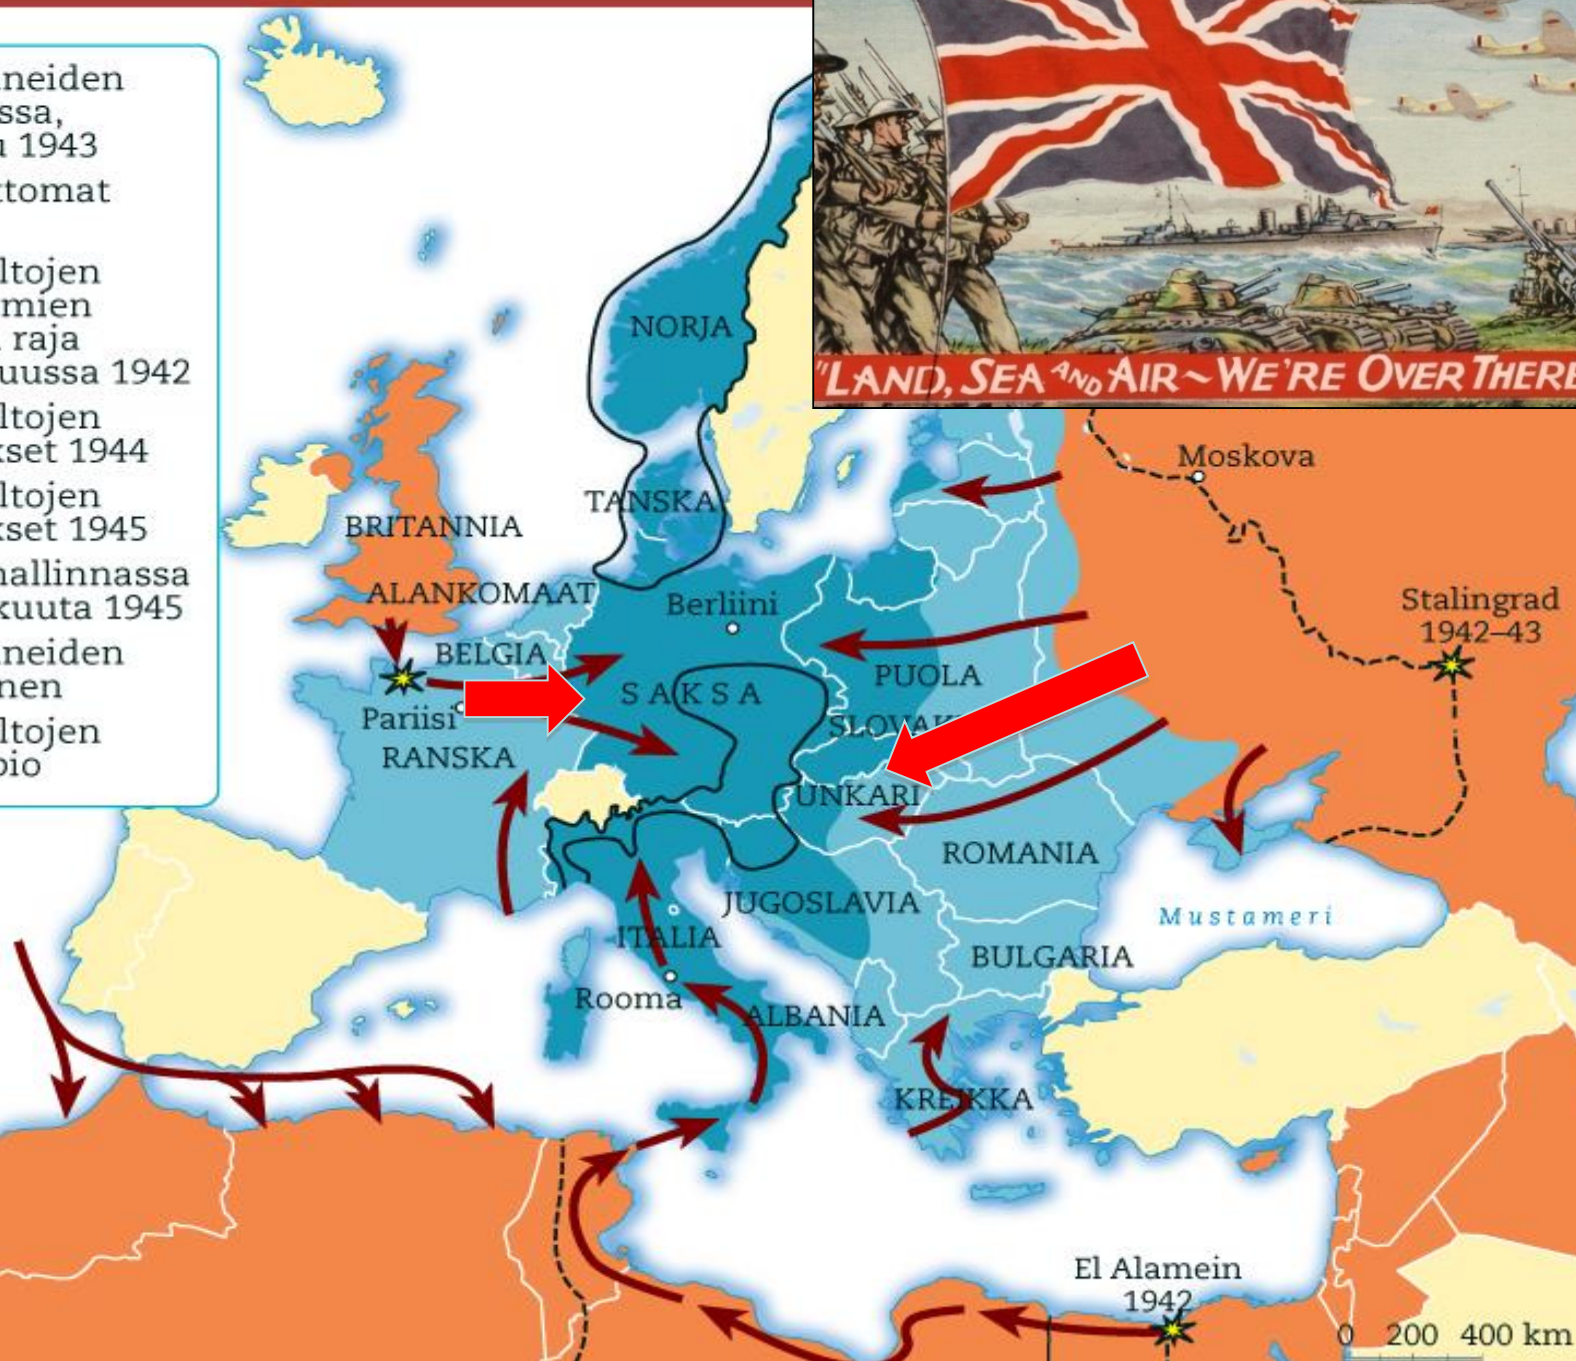 neiden
ssa,
1943
ttomat
ltojen
mien
raja
uussa 1942
ltojen
set 1944
ltojen
kset 1945
hallinnassa
kuuta 1945
neiden
nen
ltojen
pio
"LAND, SEA AND AIR~WE'RE OVER THERE
NORJA
Moskova
TANSKA
BRITANNIA
ALANKOMAAT
Berliini
Stalingrad
1942–43
BELGIA
PUOLA
SAKSA
Pariisi
SLOVAK
RANSKA
UNKARI
ROMANIA
JUGOSLAVIA
Mustameri
ITALIA
BULGARIA
Rooma
ALBANIA
KREIKKA
El Alamein
1942
0 200 400 km